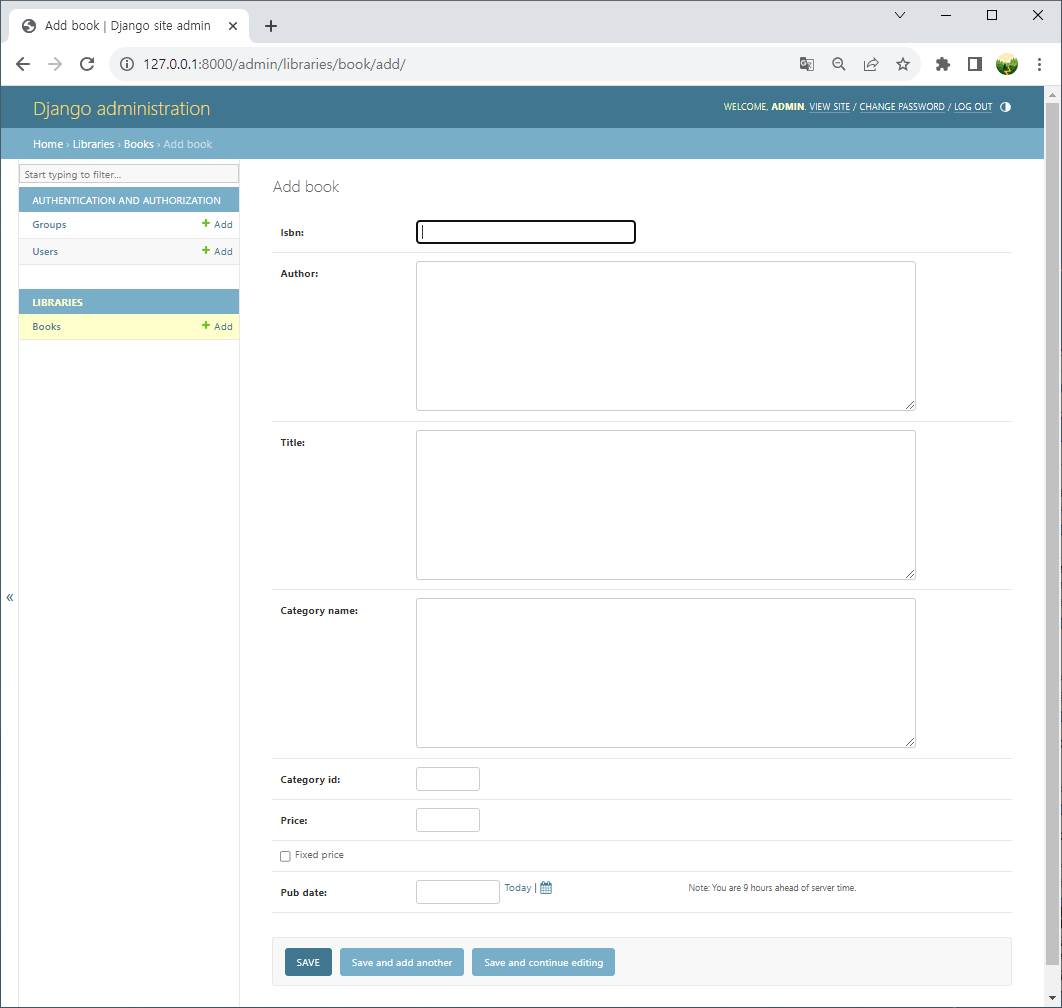 Add book | Django site admin
127.0.0.1:8000/admin/libraries/book/add/
Django administration
WELCOME, ADMIN. VIEW SITE / CHANGE PASSWORD / LOG OUT
Home › Libraries › Books › Add book
Start typing to filter...
AUTHENTICATION AND AUTHORIZATION
Groups + Add
Users + Add
LIBRARIES
Books + Add
«
Add book
Isbn:
Author:
Title:
Category name:
Category id:
Price:
Fixed price
Pub date: Today | Note: You are 9 hours ahead of server time.
SAVE Save and add another Save and continue editing